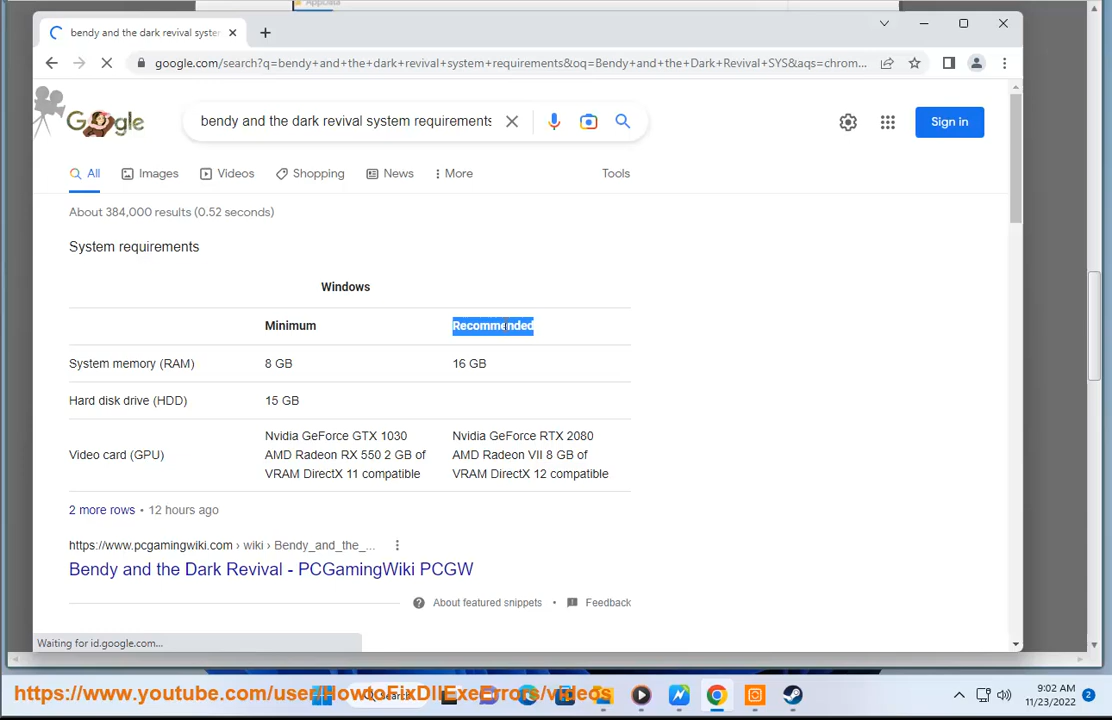 AppData
bendy and the dark revival syste
google.com/search?q=bendy+and+the+dark+revival+system+requirements&oq=Bendy+and+the+Dark+Revival+SYS&aqs=chrom...
Google
bendy and the dark revival system requirements
Sign in
All Images Videos Shopping News More Tools
About 384,000 results (0.52 seconds)
System requirements
Windows
Minimum Recommended
System memory (RAM) 8 GB 16 GB
Hard disk drive (HDD) 15 GB
Nvidia GeForce GTX 1030 Nvidia GeForce RTX 2080
Video card (GPU) AMD Radeon RX 550 2 GB of AMD Radeon VII 8 GB of
VRAM DirectX 11 compatible VRAM DirectX 12 compatible
2 more rows • 12 hours ago
https://www.pcgamingwiki.com › wiki › Bendy_and_the_...
Bendy and the Dark Revival - PCGamingWiki PCGW
About featured snippets • Feedback
Waiting for id.google.com...
https://www.youtube.com/user/HowtoFixDllExeErrors/videos
Search
9:02 AM
11/23/2022
2